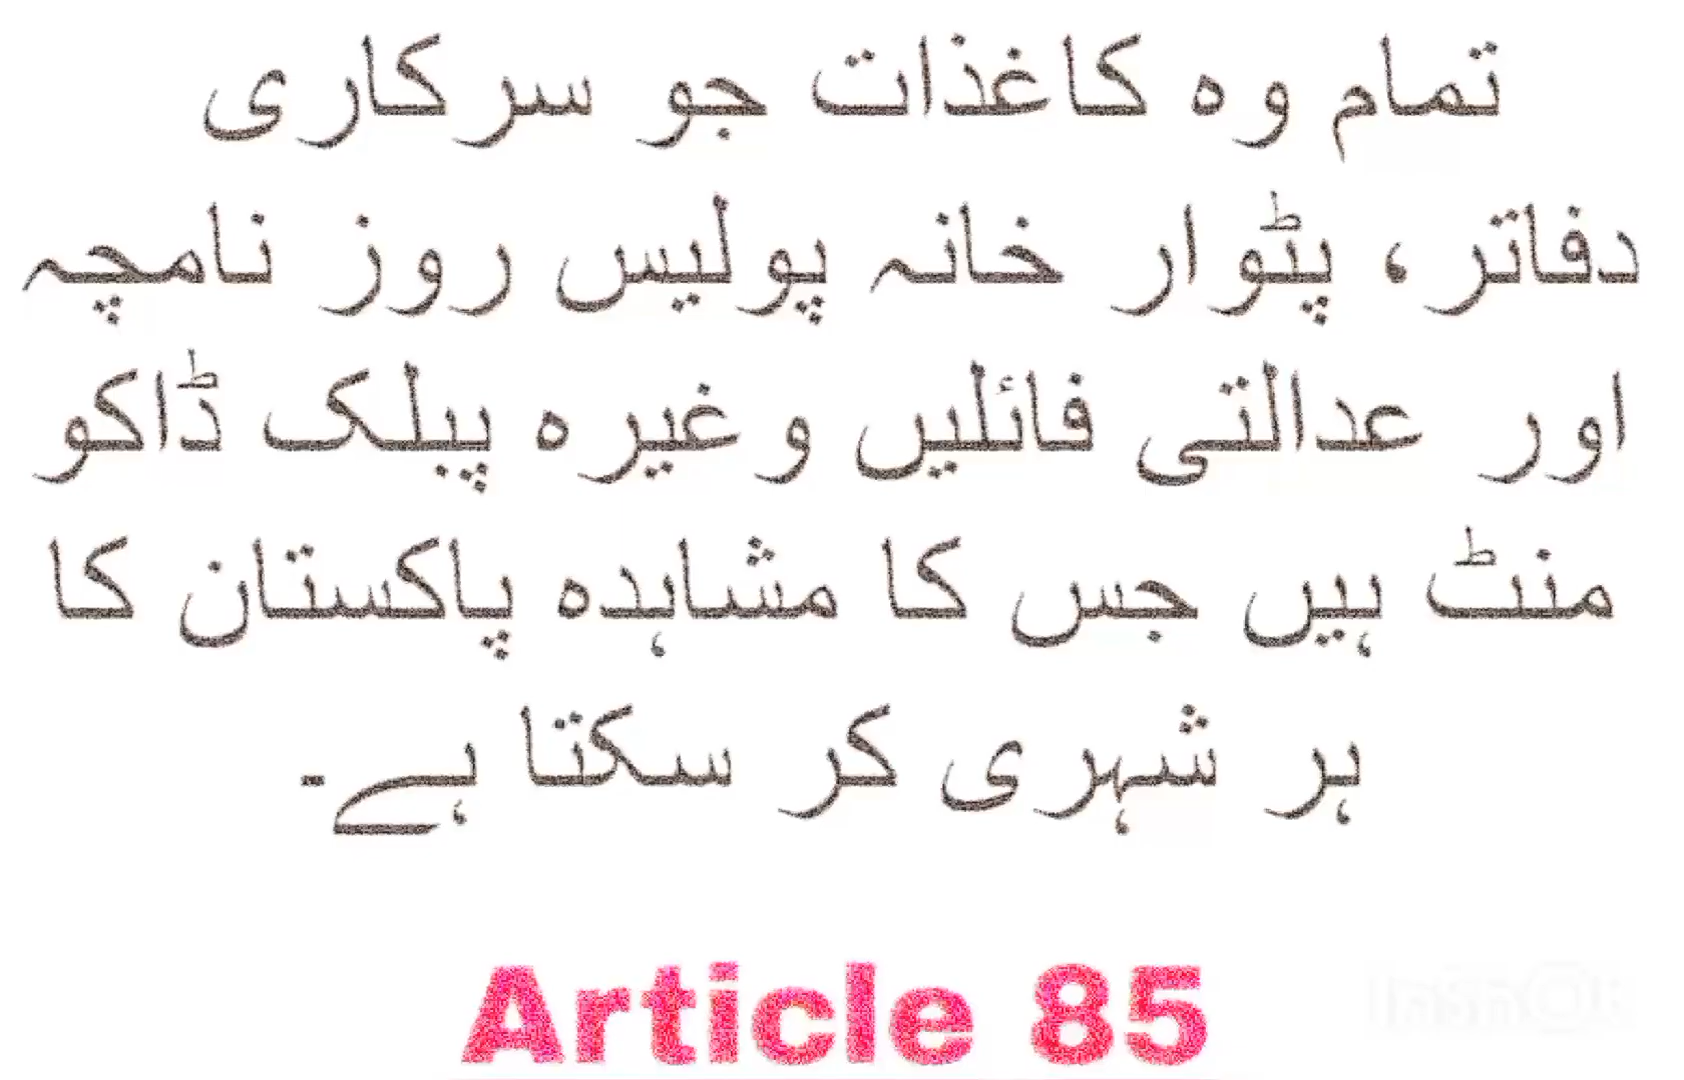 تمام وہ کاغذات جو سرکاری
دفاتر، پٹوار خانہ پولیس روز نامچہ
اور عدالتی فائلیں وغیرہ پبلک ڈاکو
منٹ ہیں جس کا مشاہدہ پاکستان کا
ہر شہری کر سکتا ہے۔
Article 85